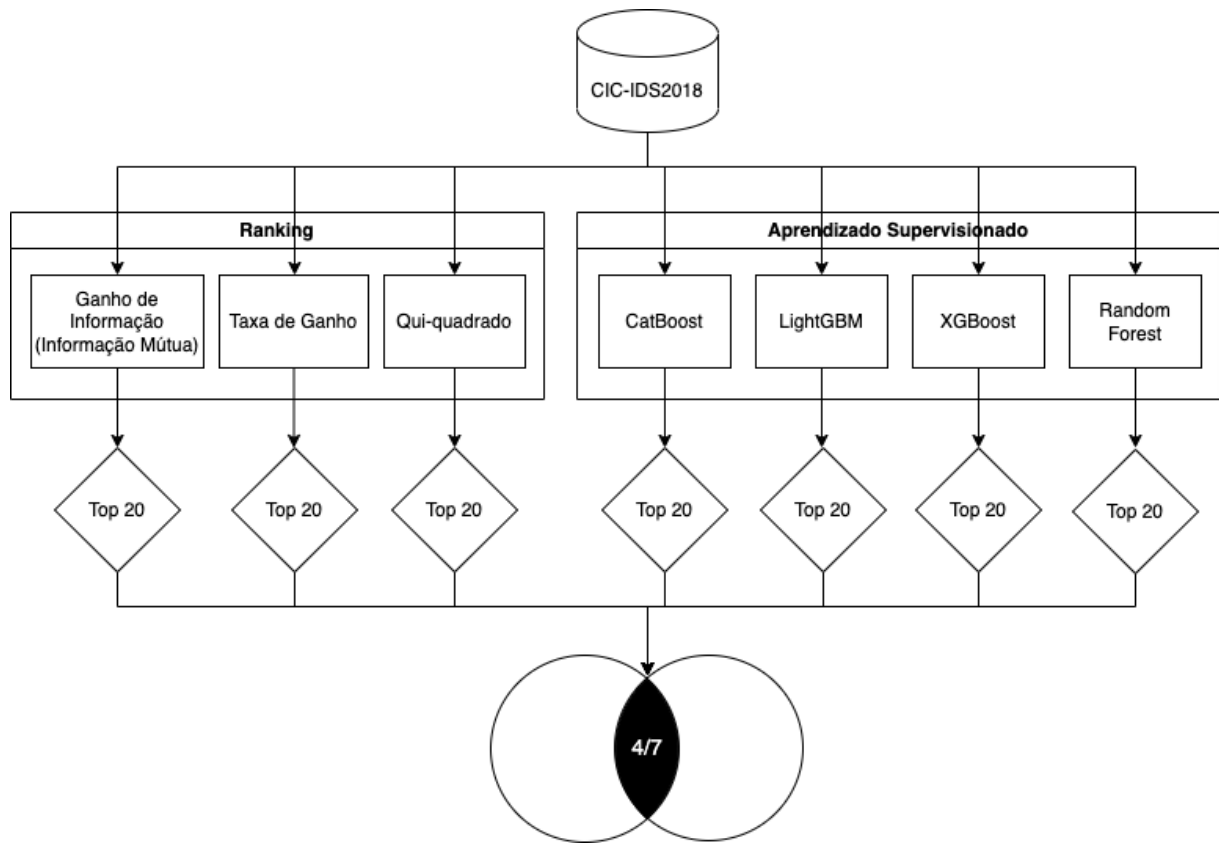 CIC-IDS2018
Ranking
Aprendizado Supervisionado
Ganho de
Informação
(Informação Mútua)
Taxa de Ganho
Qui-quadrado
CatBoost
LightGBM
XGBoost
Random
Forest
Top 20
Top 20
Top 20
Top 20
Top 20
Top 20
Top 20
4/7